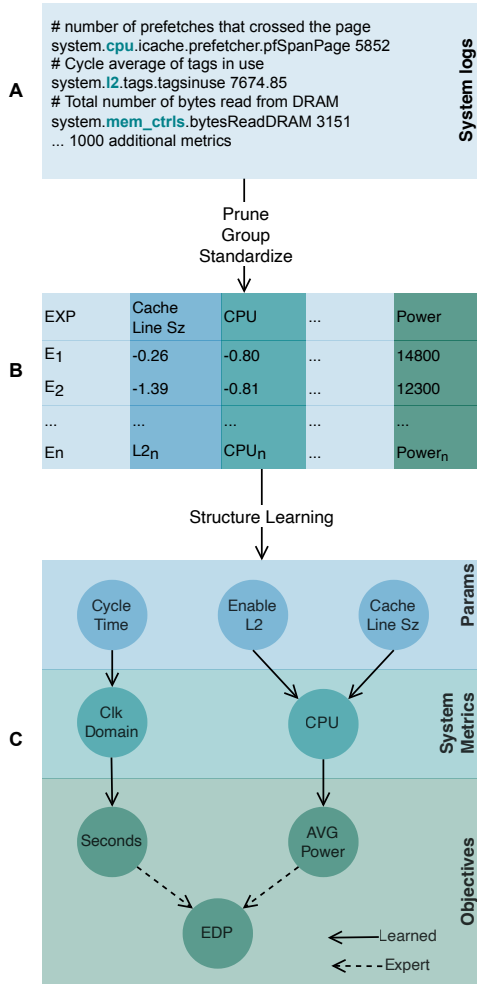 # number of prefetches that crossed the page
system.cpu.icache.prefetcher.pfSpanPage 5852
# Cycle average of tags in use
system.l2.tags.tagsinuse 7674.85
# Total number of bytes read from DRAM
system.mem_ctrls.bytesReadDRAM 3151
... 1000 additional metrics
A
System logs
Prune
Group
Standardize
B
EXP Cache Line Sz CPU ... Power
E1 -0.26 -0.80 14800
E2 -1.39 -0.81 12300
... ... ... ... ...
En L2n CPUn ... Powern
Structure Learning
C
Params
Cycle
Time
Enable
L2
Cache
Line Sz
System
Metrics
Clk
Domain
CPU
Objectives
Seconds
AVG
Power
EDP
Learned
Expert